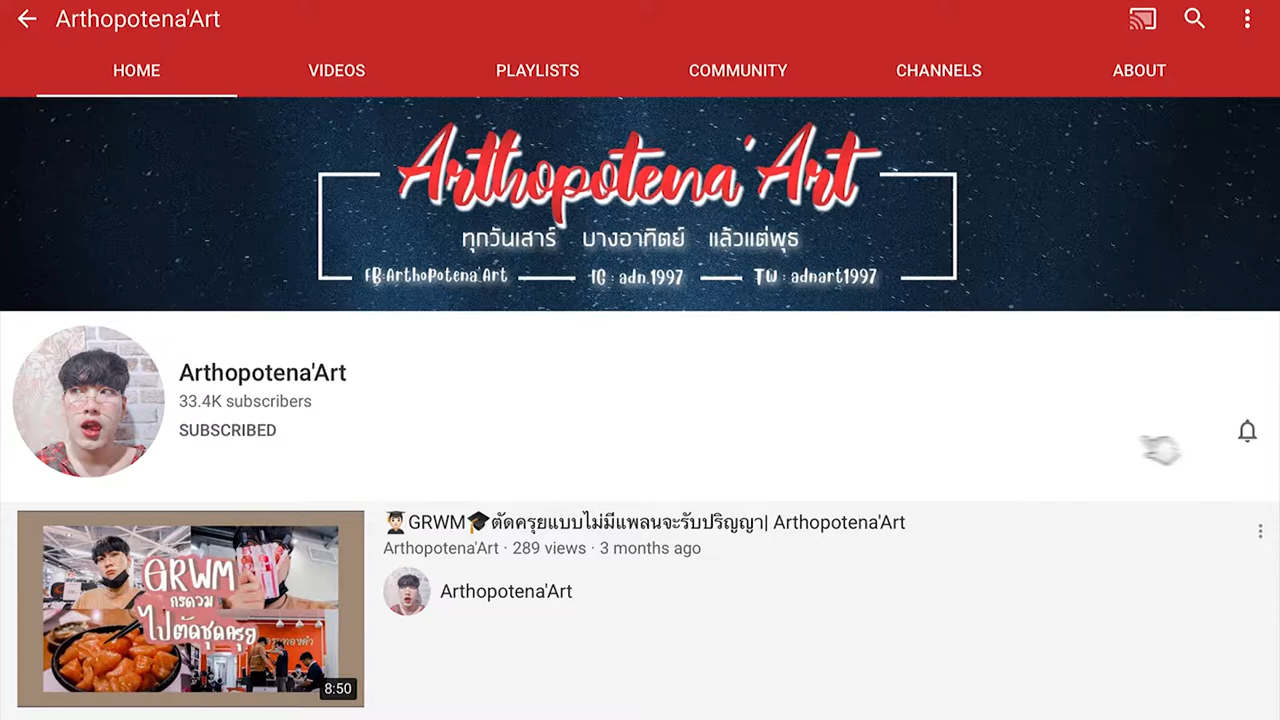 Arthopotena'Art
HOME VIDEOS PLAYLISTS COMMUNITY CHANNELS ABOUT
Arthopotena'Art
ทุกวันเสาร์ บางอาทิตย์ แล้วแต่พุธ
FB:ArthoPotena'Art IG : adn.1997 TW : adnart1997
Arthopotena'Art
33.4K subscribers
SUBSCRIBED
GRWM
กรดวม
ไปตัดชุดครุย
8:50
👨🏻‍🎓GRWM🎓ตัดครุยแบบไม่มีแพลนจะรับปริญญา| Arthopotena'Art
Arthopotena'Art · 289 views · 3 months ago
Arthopotena'Art